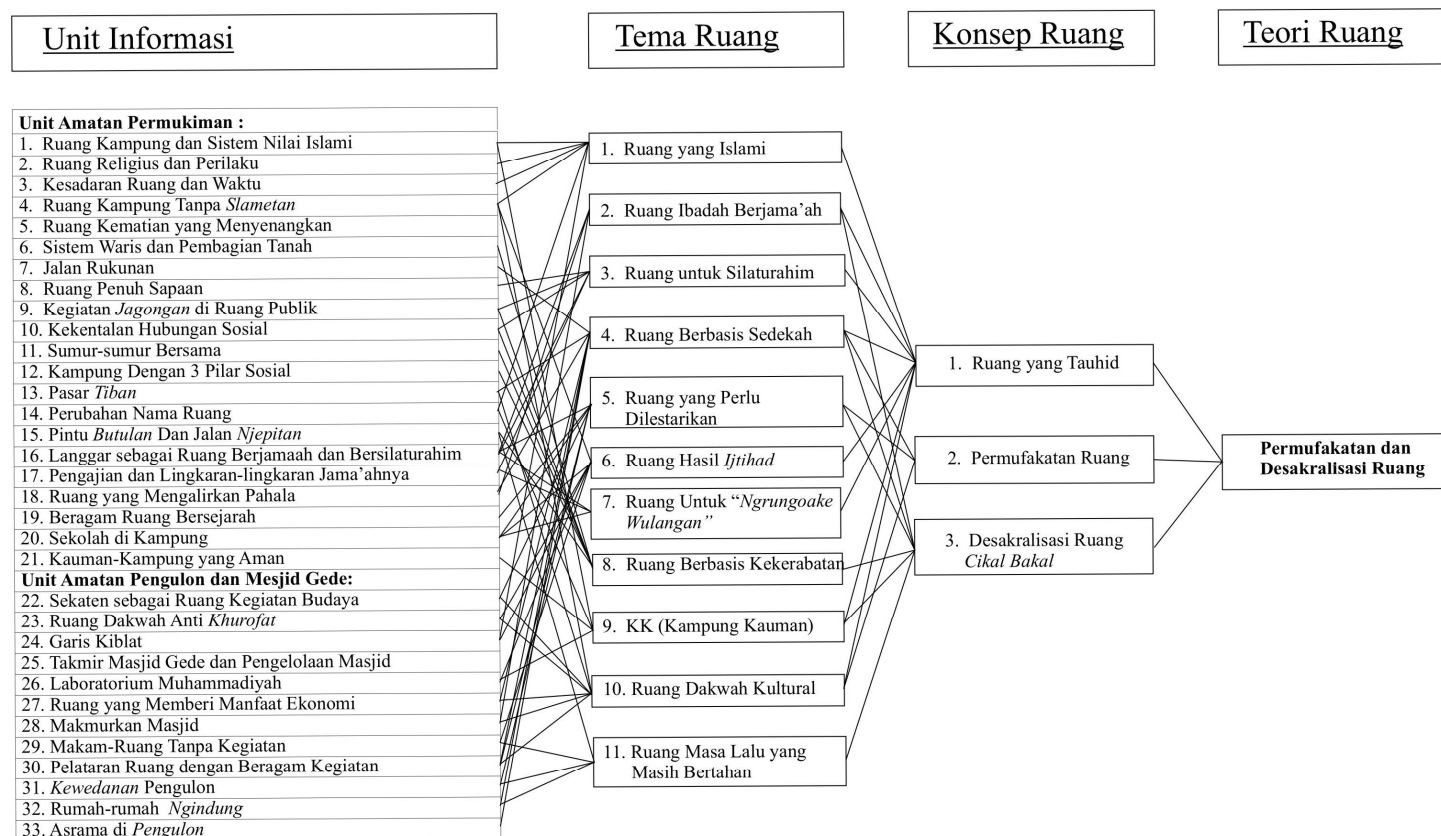 Unit Informasi
Tema Ruang
Konsep Ruang
Teori Ruang
Unit Amatan Permukiman :
1. Ruang Kampung dan Sistem Nilai Islami
2. Ruang Religius dan Perilaku
3. Kesadaran Ruang dan Waktu
4. Ruang Kampung Tanpa Slametan
5. Ruang Kematian yang Menyenangkan
6. Sistem Waris dan Pembagian Tanah
7. Jalan Rukunan
8. Ruang Penuh Sapaan
9. Kegiatan Jagongan di Ruang Publik
10. Kekentalan Hubungan Sosial
11. Sumur-sumur Bersama
12. Kampung Dengan 3 Pilar Sosial
13. Pasar Tiban
14. Perubahan Nama Ruang
15. Pintu Butulan Dan Jalan Njepitan
16. Langgar sebagai Ruang Berjamaah dan Bersilaturahim
17. Pengajian dan Lingkaran-lingkaran Jama’ahnya
18. Ruang yang Mengalirkan Pahala
19. Beragam Ruang Bersejarah
20. Sekolah di Kampung
21. Kauman-Kampung yang Aman
Unit Amatan Pengulon dan Mesjid Gede:
22. Sekaten sebagai Ruang Kegiatan Budaya
23. Ruang Dakwah Anti Khurofat
24. Garis Kiblat
25. Takmir Masjid Gede dan Pengelolaan Masjid
26. Laboratorium Muhammadiyah
27. Ruang yang Memberi Manfaat Ekonomi
28. Makmurkan Masjid
29. Makam-Ruang Tanpa Kegiatan
30. Pelataran Ruang dengan Beragam Kegiatan
31. Kewedanan Pengulon
32. Rumah-rumah Ngindung
33. Asrama di Pengulon
1. Ruang yang Islami
2. Ruang Ibadah Berjama’ah
3. Ruang untuk Silaturahim
4. Ruang Berbasis Sedekah
5. Ruang yang Perlu
Dilestarikan
6. Ruang Hasil Ijtihad
7. Ruang Untuk “Ngrungoake
Wulangan”
8. Ruang Berbasis Kekerabatan
9. KK (Kampung Kauman)
10. Ruang Dakwah Kultural
11. Ruang Masa Lalu yang
Masih Bertahan
1. Ruang yang Tauhid
2. Permufakatan Ruang
3. Desakralisasi Ruang
Cikal Bakal
Permufakatan dan
Desakralisasi Ruang